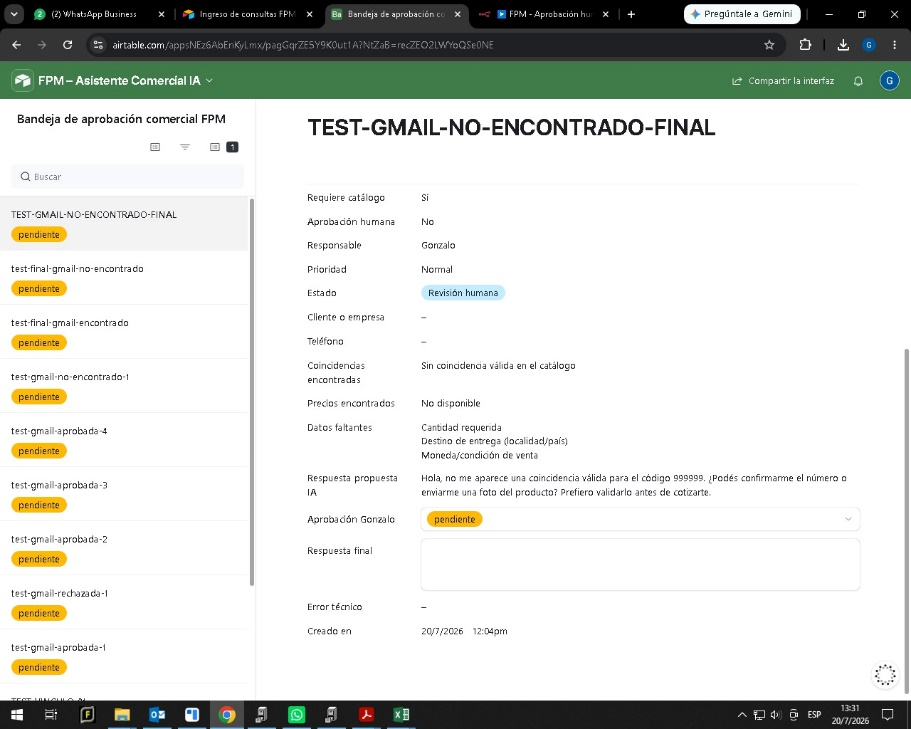 (2) WhatsApp Business
Ingreso de consultas FPM
Bandeja de aprobación co
FPM - Aprobación hu
Pregúntale a Gemini
airtable.com/appsNEz6AbEnKyLmx/pagGqrZE5Y9K0ut1A?NtZaB=recZEO2LWYoQSe0NE
G
FPM – Asistente Comercial IA
Compartir la interfaz
G
Bandeja de aprobación comercial FPM
1
Buscar
TEST-GMAIL-NO-ENCONTRADO-FINAL
pendiente
test-final-gmail-no-encontrado
pendiente
test-final-gmail-encontrado
pendiente
test-gmail-no-encontrado-1
pendiente
test-gmail-aprobada-4
pendiente
test-gmail-aprobada-3
pendiente
test-gmail-aprobada-2
pendiente
test-gmail-rechazada-1
pendiente
test-gmail-aprobada-1
pendiente
TEST-GMAIL-NO-ENCONTRADO-FINAL
Requiere catálogo Sí
Aprobación humana No
Responsable Gonzalo
Prioridad Normal
Estado Revisión humana
Cliente o empresa –
Teléfono –
Coincidencias encontradas Sin coincidencia válida en el catálogo
Precios encontrados No disponible
Datos faltantes Cantidad requerida
Destino de entrega (localidad/país)
Moneda/condición de venta
Respuesta propuesta IA Hola, no me aparece una coincidencia válida para el código 999999. ¿Podés confirmarme el número o
enviarme una foto del producto? Prefiero validarlo antes de cotizarte.
Aprobación Gonzalo pendiente
Respuesta final
Error técnico –
Creado en 20/7/2026 12:04pm
ESP
13:31
20/7/2026